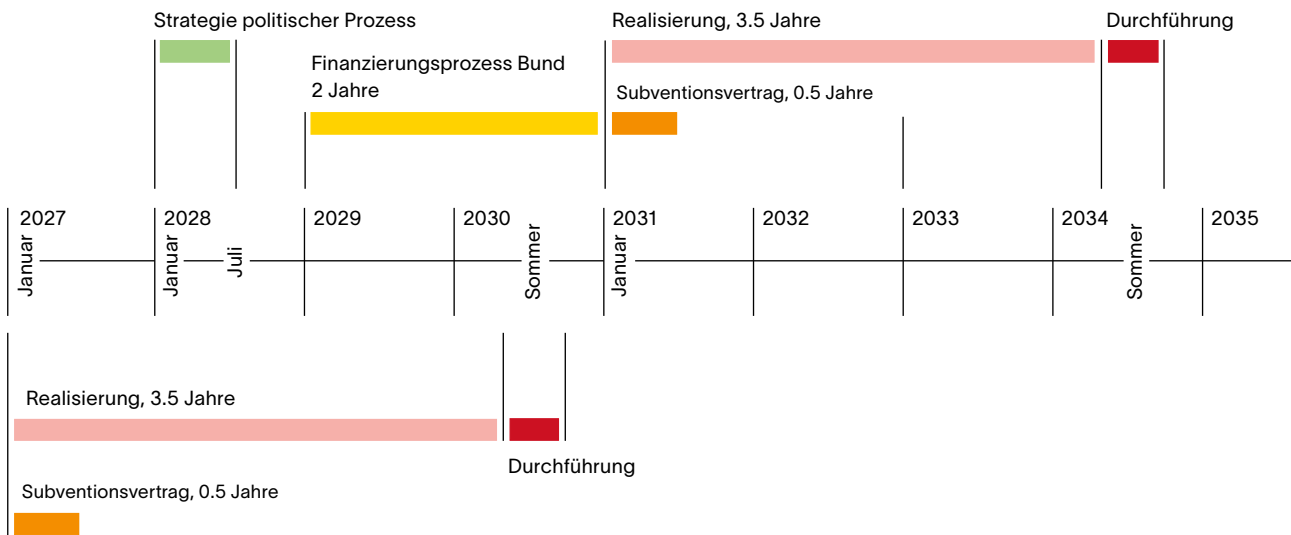 Strategie politischer Prozess
Realisierung, 3.5 Jahre
Durchführung
Finanzierungsprozess Bund
2 Jahre
Subventionsvertrag, 0.5 Jahre
2027
2028
2029
2030
2031
2032
2033
2034
2035
Januar
Januar
Juli
Sommer
Januar
Sommer
Realisierung, 3.5 Jahre
Durchführung
Subventionsvertrag, 0.5 Jahre